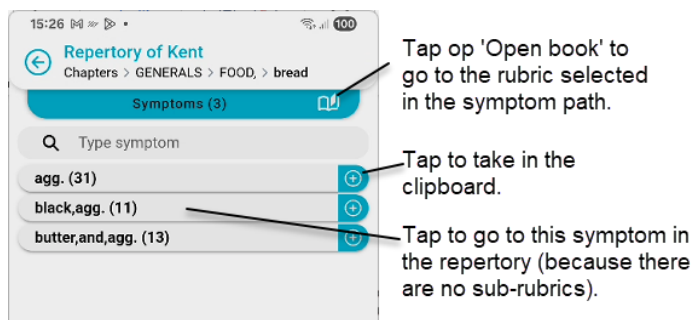 15:26
100
Repertory of Kent
Chapters > GENERALS > FOOD, > bread
Symptoms (3)
Type symptom
agg. (31)
black,agg. (11)
butter,and,agg. (13)
Tap op 'Open book' to
go to the rubric selected
in the symptom path.
Tap to take in the
clipboard.
Tap to go to this symptom in
the repertory (because there
are no sub-rubrics).